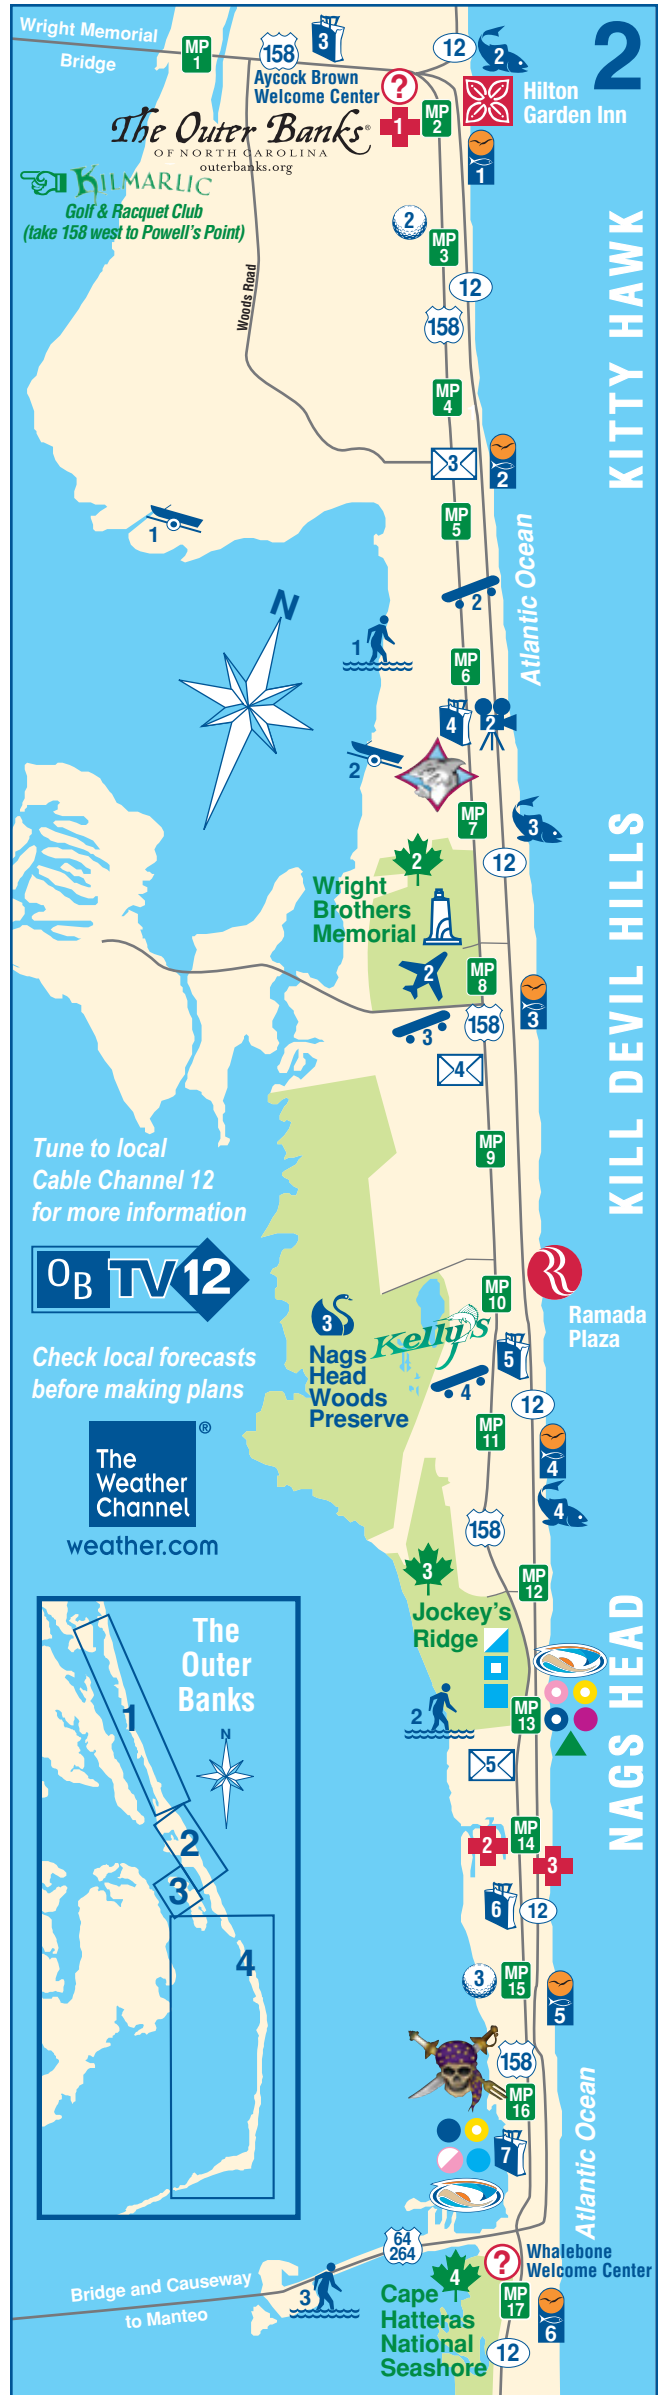 Wright Memorial
Bridge
MP
1
158
3
12
2
2
Aycock Brown
Welcome Center
?
1
MP
2
Hilton
Garden Inn
The Outer Banks®
OF NORTH CAROLINA
outerbanks.org
1
KILMARLIC
Golf & Racquet Club
(take 158 west to Powell's Point)
2
MP
3
12
Woods Road
158
KITTY HAWK
MP
4
3
2
MP
5
1
Atlantic Ocean
2
N
1
MP
6
4
2
2
MP
7
3
2
12
Wright
Brothers
Memorial
2
MP
8
3
3
158
4
KILL DEVIL HILLS
MP
9
Tune to local
Cable Channel 12
for more information
OB TV 12
MP
10
Ramada
Plaza
3
Kelly's
Nags
Head
Woods
Preserve
5
4
12
Check local forecasts
before making plans
MP
11
4
®
The
Weather
Channel
weather.com
4
158
3
MP
12
Jockey's
Ridge
NAGS HEAD
2
MP
13
5
2
MP
14
3
6
12
3
MP
15
5
158
MP
16
7
Atlantic Ocean
The
Outer
Banks
N
1
2
3
4
64
264
?
Whalebone
Welcome Center
Bridge and Causeway
to Manteo
3
4
MP
17
6
Cape
Hatteras
National
Seashore
12